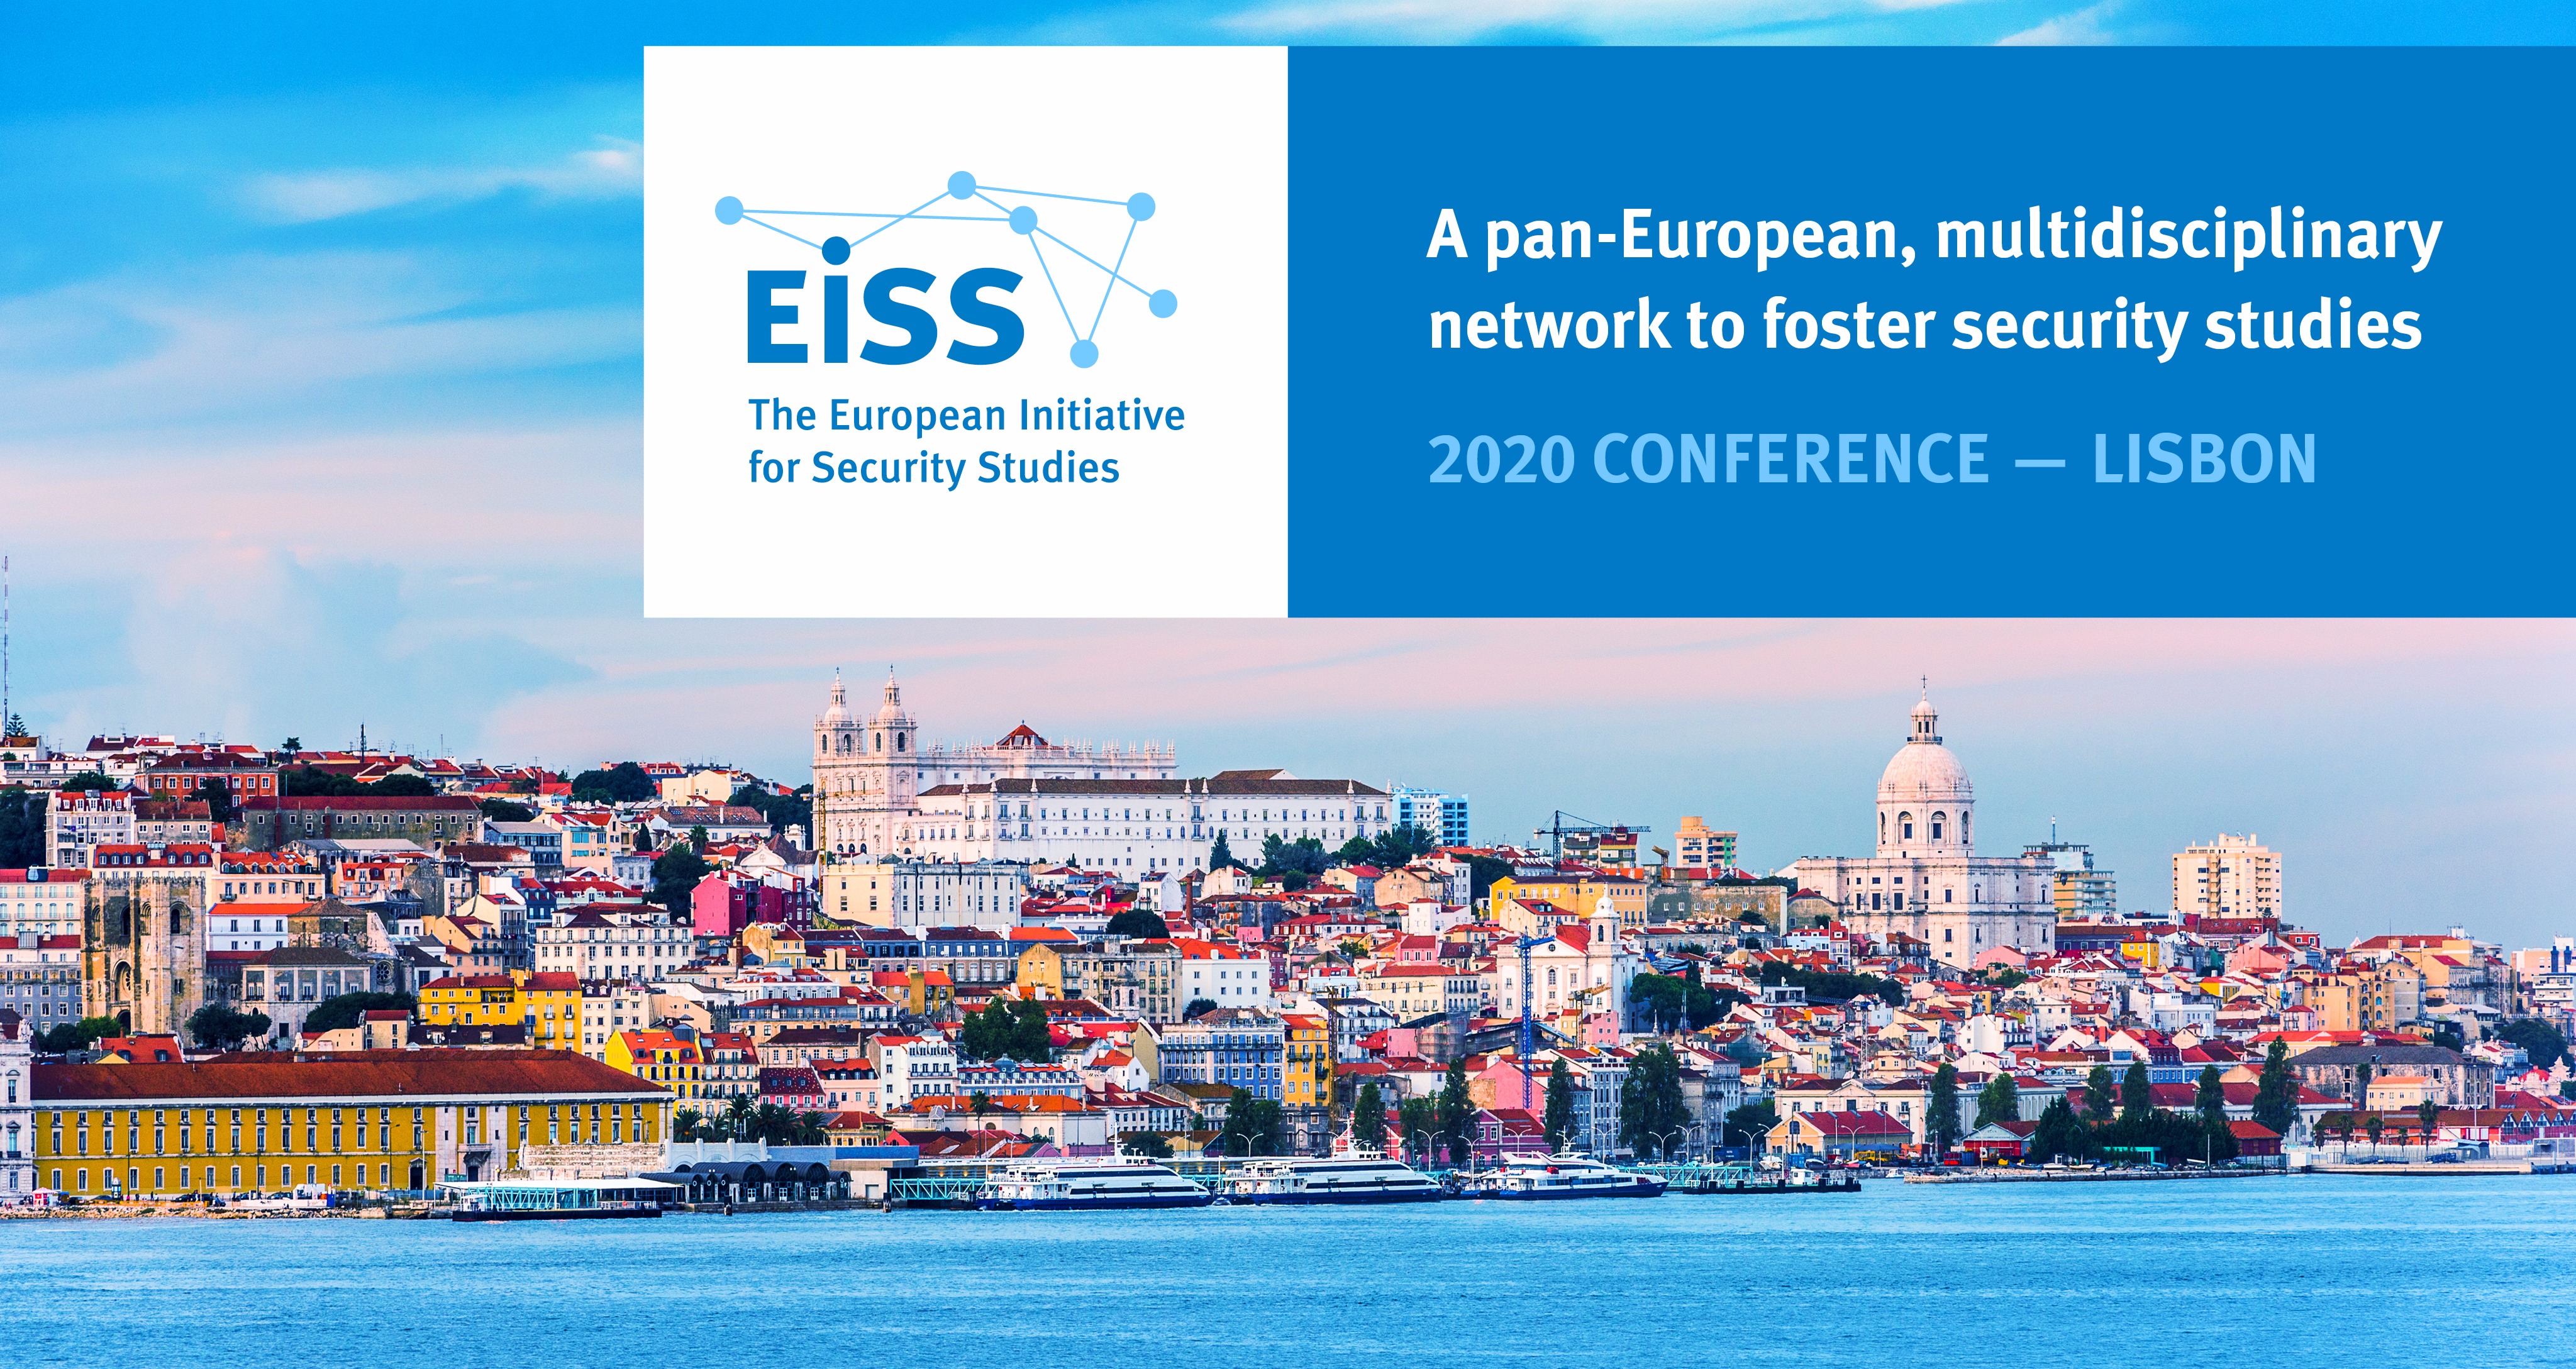 EiSS
The European Initiative
for Security Studies
A pan-European, multidisciplinary
network to foster security studies
2020 CONFERENCE — LISBON